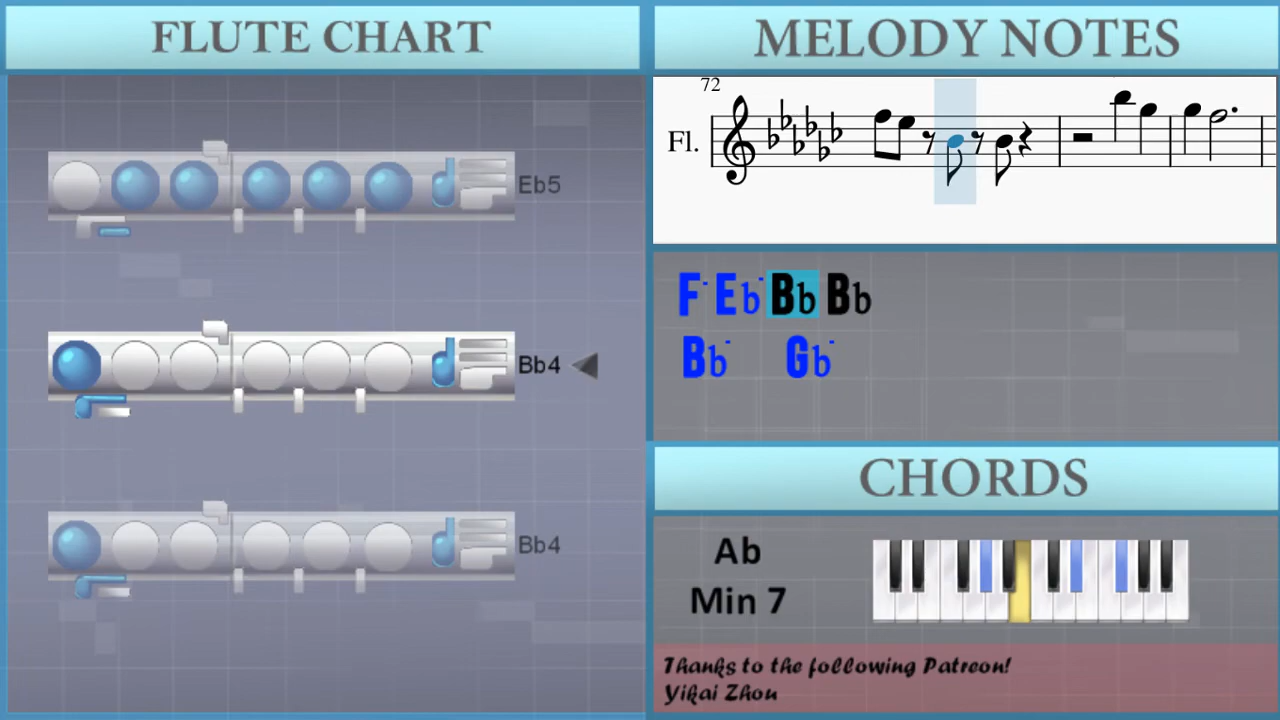 FLUTE CHART
Eb5
Bb4
Bb4
MELODY NOTES
72
Fl.
F· Eb· Bb Bb
Bb· Gb·
CHORDS
Ab
Min 7
Thanks to the following Patreon!
Yikai Zhou